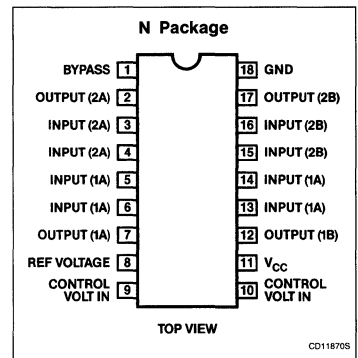 N Package
BYPASS 1 18 GND
OUTPUT (2A) 2 17 OUTPUT (2B)
INPUT (2A) 3 16 INPUT (2B)
INPUT (2A) 4 15 INPUT (2B)
INPUT (1A) 5 14 INPUT (1A)
INPUT (1A) 6 13 INPUT (1A)
OUTPUT (1A) 7 12 OUTPUT (1B)
REF VOLTAGE 8 11 VCC
CONTROL VOLT IN 9 10 CONTROL VOLT IN
TOP VIEW
CD11870S